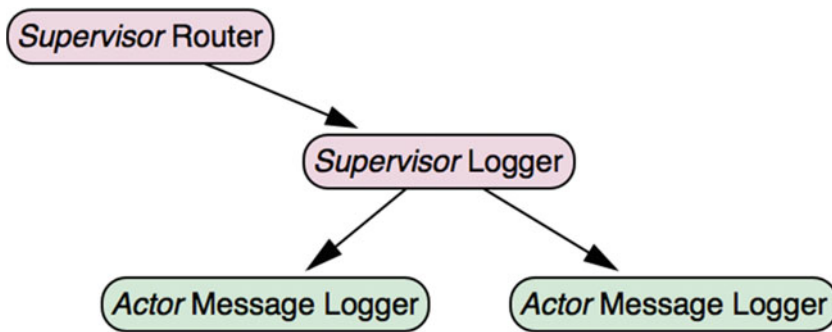 Supervisor Router
Supervisor Logger
Actor Message Logger
Actor Message Logger